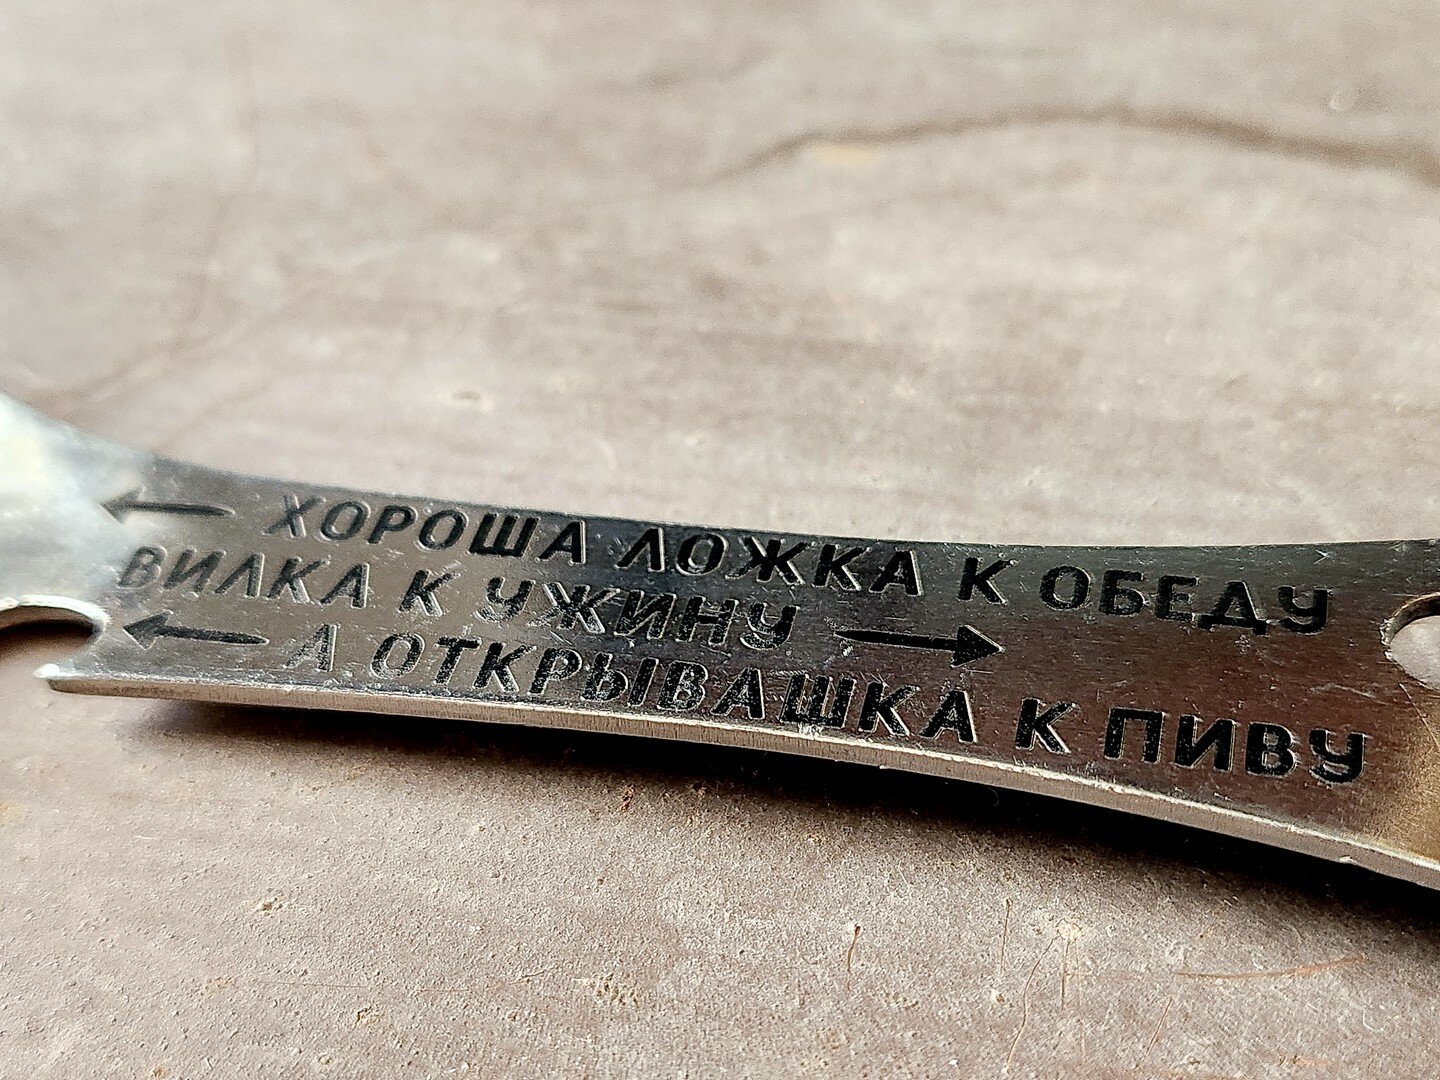 ← ХОРОША ЛОЖКА К ОБЕДУ
ВИЛКА К УЖИНУ →
← А ОТКРЫВАШКА К ПИВУ